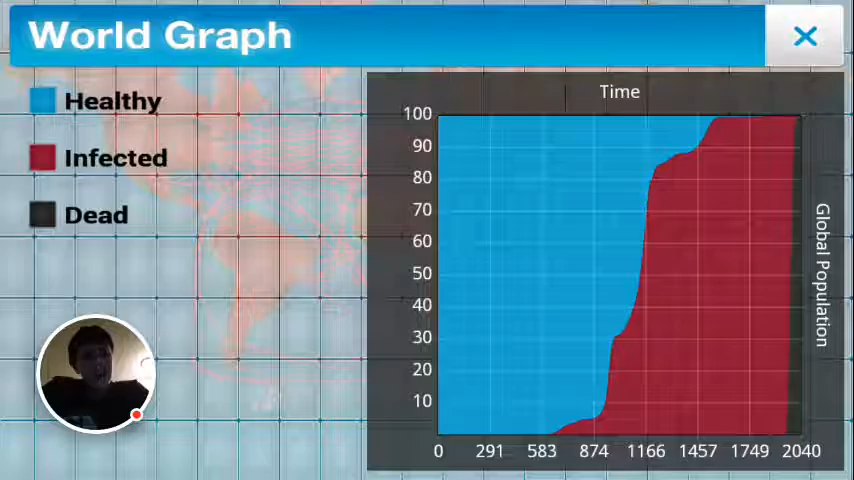 World Graph
Healthy
Infected
Dead
Time
100
90
80
70
60
50
40
30
20
10
0 291 583 874 1166 1457 1749 2040
Global Population